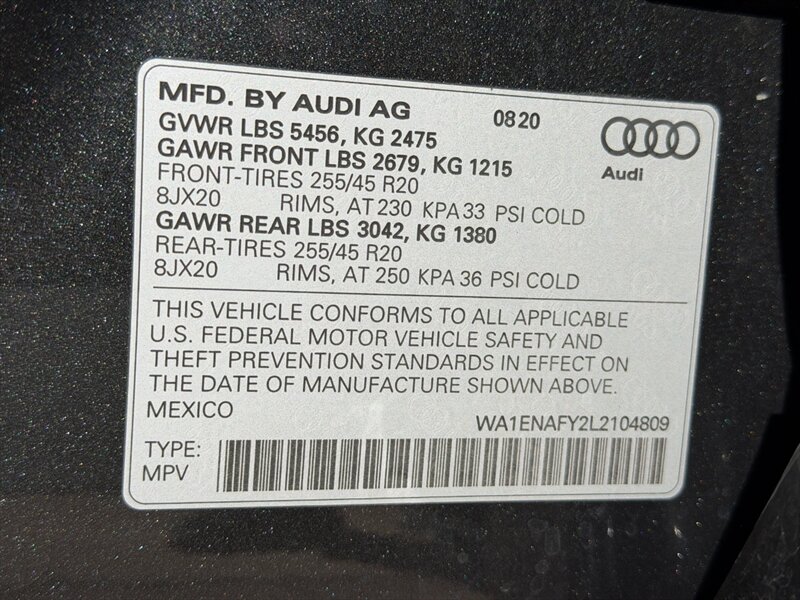 MFD. BY AUDI AG 0820
GVWR LBS 5456, KG 2475
GAWR FRONT LBS 2679, KG 1215
Audi
FRONT-TIRES 255/45 R20
8JX20 RIMS, AT 230 KPA 33 PSI COLD
GAWR REAR LBS 3042, KG 1380
REAR-TIRES 255/45 R20
8JX20 RIMS, AT 250 KPA 36 PSI COLD
THIS VEHICLE CONFORMS TO ALL APPLICABLE
U.S. FEDERAL MOTOR VEHICLE SAFETY AND
THEFT PREVENTION STANDARDS IN EFFECT ON
THE DATE OF MANUFACTURE SHOWN ABOVE.
MEXICO
WA1ENAFY2L2104809
TYPE:
MPV